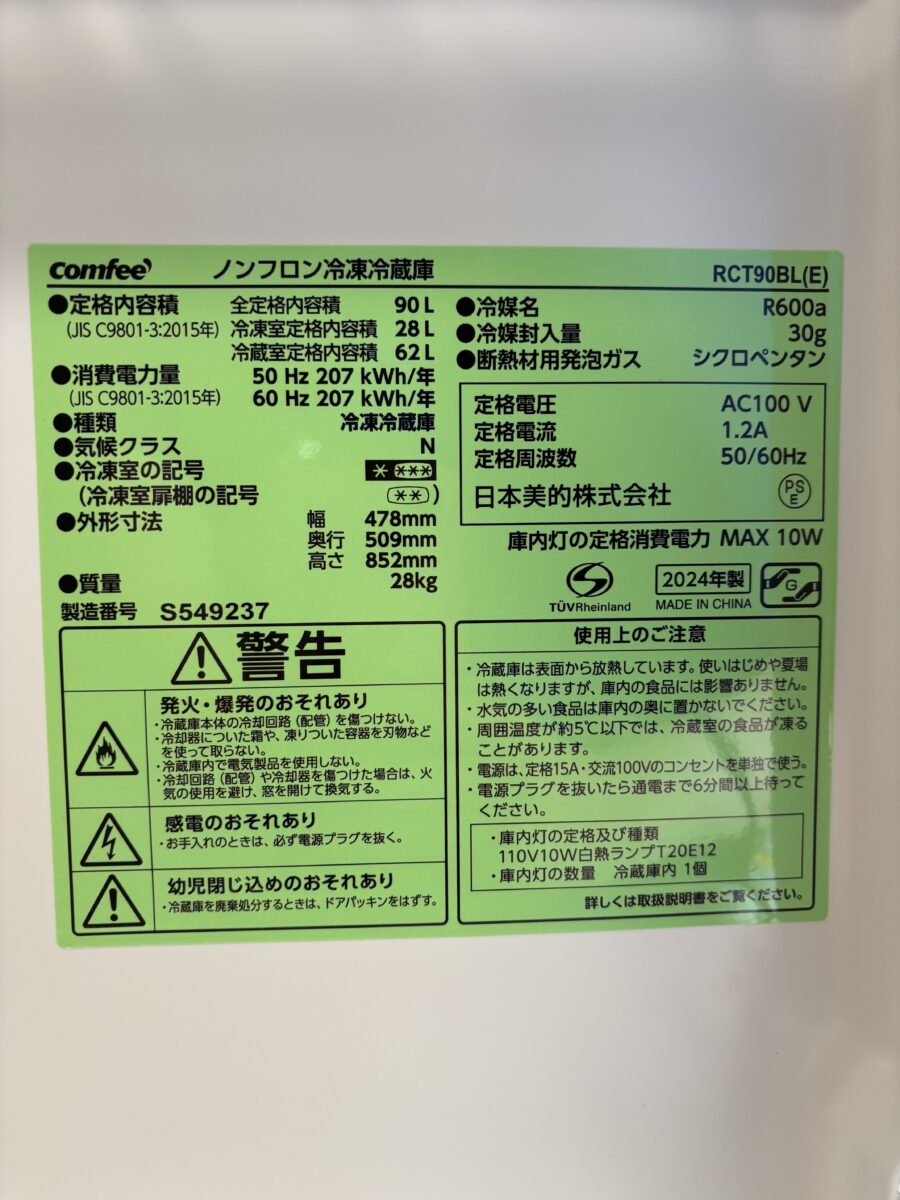 comfee'
ノンフロン冷凍冷蔵庫
RCT90BL(E)
●定格内容積 全定格内容積 90 L
(JIS C9801-3:2015年) 冷凍室定格内容積 28 L
冷蔵室定格内容積 62 L
●消費電力量 50 Hz 207 kWh/年
(JIS C9801-3:2015年) 60 Hz 207 kWh/年
●種類 冷凍冷蔵庫
●気候クラス N
●冷凍室の記号 * ***
(冷凍室扉棚の記号 ** )
●外形寸法 幅 478mm
奥行 509mm
高さ 852mm
●質量 28kg
製造番号 S549237
●冷媒名 R600a
●冷媒封入量 30g
●断熱材用発泡ガス シクロペンタン
定格電圧 AC100 V
定格電流 1.2A
定格周波数 50/60Hz
日本美的株式会社 PS E
庫内灯の定格消費電力 MAX 10W
TÜVRheinland
2024年製
MADE IN CHINA
G
警告
発火・爆発のおそれあり
・冷蔵庫本体の冷却回路(配管)を傷つけない。
・冷却器についた霜や、凍りついた容器を刃物など
を使って取らない。
・冷蔵庫内で電気製品を使用しない。
・冷却回路(配管)や冷却器を傷つけた場合は、火
気の使用を避け、窓を開けて換気する。
感電のおそれあり
・お手入れのときは、必ず電源プラグを抜く。
幼児閉じ込めのおそれあり
・冷蔵庫を廃棄処分するときは、ドアパッキンをはずす。
使用上のご注意
・冷蔵庫は表面から放熱しています。使いはじめや夏場
は熱くなりますが、庫内の食品には影響ありません。
・水気の多い食品は庫内の奥に置かないでください。
・周囲温度が約5℃以下では、冷蔵室の食品が凍る
ことがあります。
・電源は、定格15A・交流100Vのコンセントを単独で使う。
・電源プラグを抜いたら通電まで6分間以上待って
ください。
・庫内灯の定格及び種類
110V10W白熱ランプT20E12
・庫内灯の数量 冷蔵庫内 1個
詳しくは取扱説明書をご覧ください。